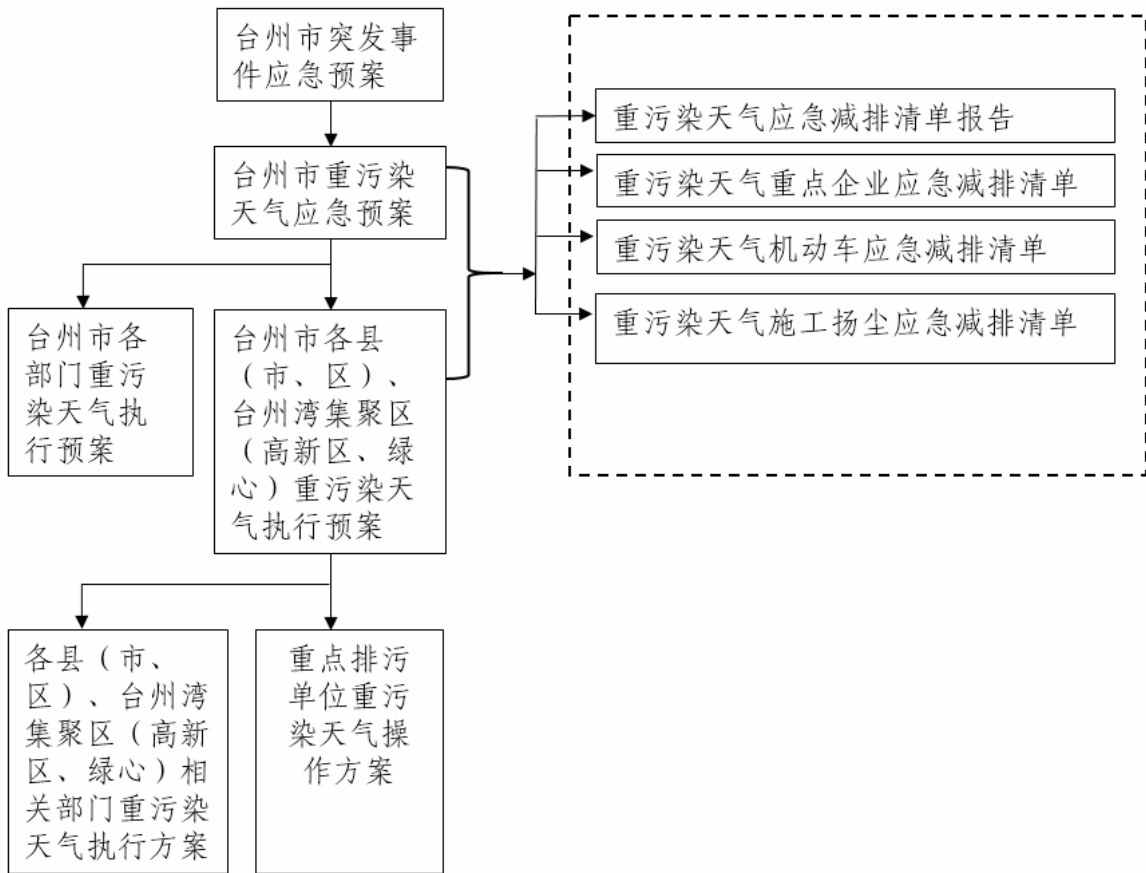 台州市突发事
件应急预案
台州市重污染
天气应急预案
重污染天气应急减排清单报告
重污染天气重点企业应急减排清单
重污染天气机动车应急减排清单
重污染天气施工扬尘应急减排清单
台州市各
部门重污
染天气执
行预案
台州市各县
（市、区）、
台州湾集聚区
（高新区、绿
心）重污染天
气执行预案
各县（市、
区）、台州湾
集聚区（高新
区、绿心）相
关部门重污染
天气执行方案
重点排污
单位重污
染天气操
作方案